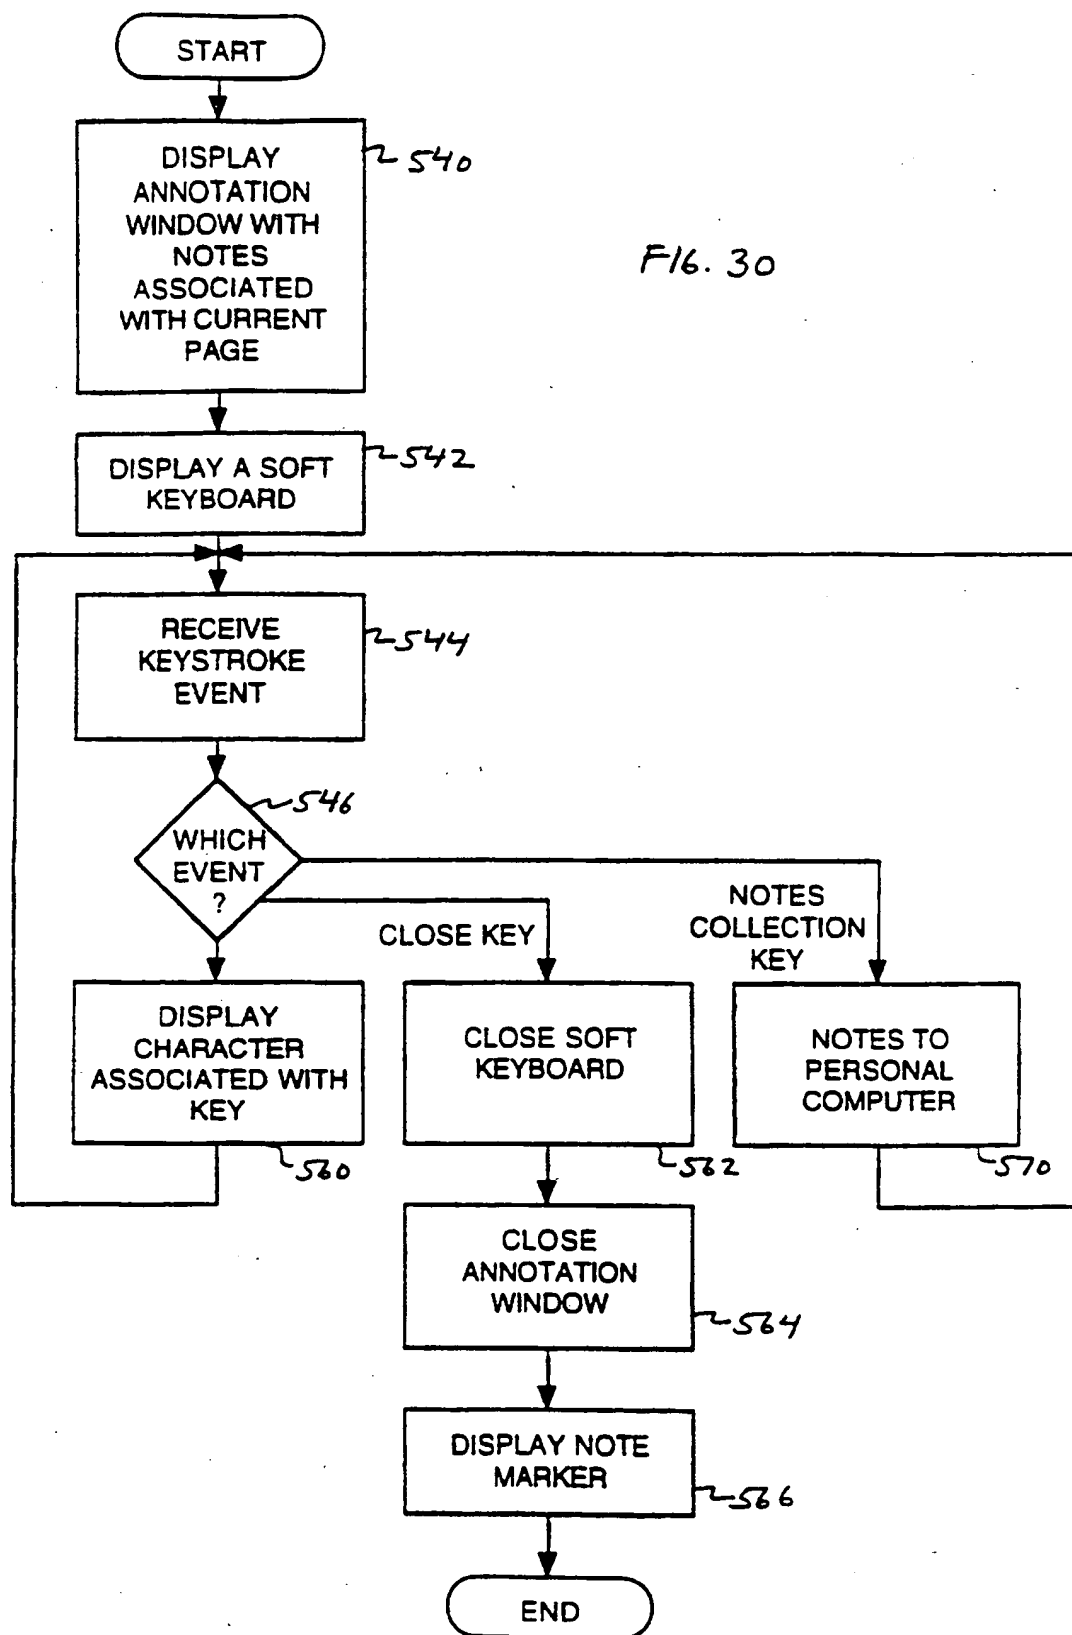 START
DISPLAY
ANNOTATION
WINDOW WITH
NOTES
ASSOCIATED
WITH CURRENT
PAGE
540
FIG. 30
DISPLAY A SOFT
KEYBOARD
542
RECEIVE
KEYSTROKE
EVENT
544
WHICH
EVENT
?
546
CLOSE KEY
NOTES
COLLECTION
KEY
DISPLAY
CHARACTER
ASSOCIATED WITH
KEY
560
CLOSE SOFT
KEYBOARD
562
NOTES TO
PERSONAL
COMPUTER
570
CLOSE
ANNOTATION
WINDOW
564
DISPLAY NOTE
MARKER
566
END